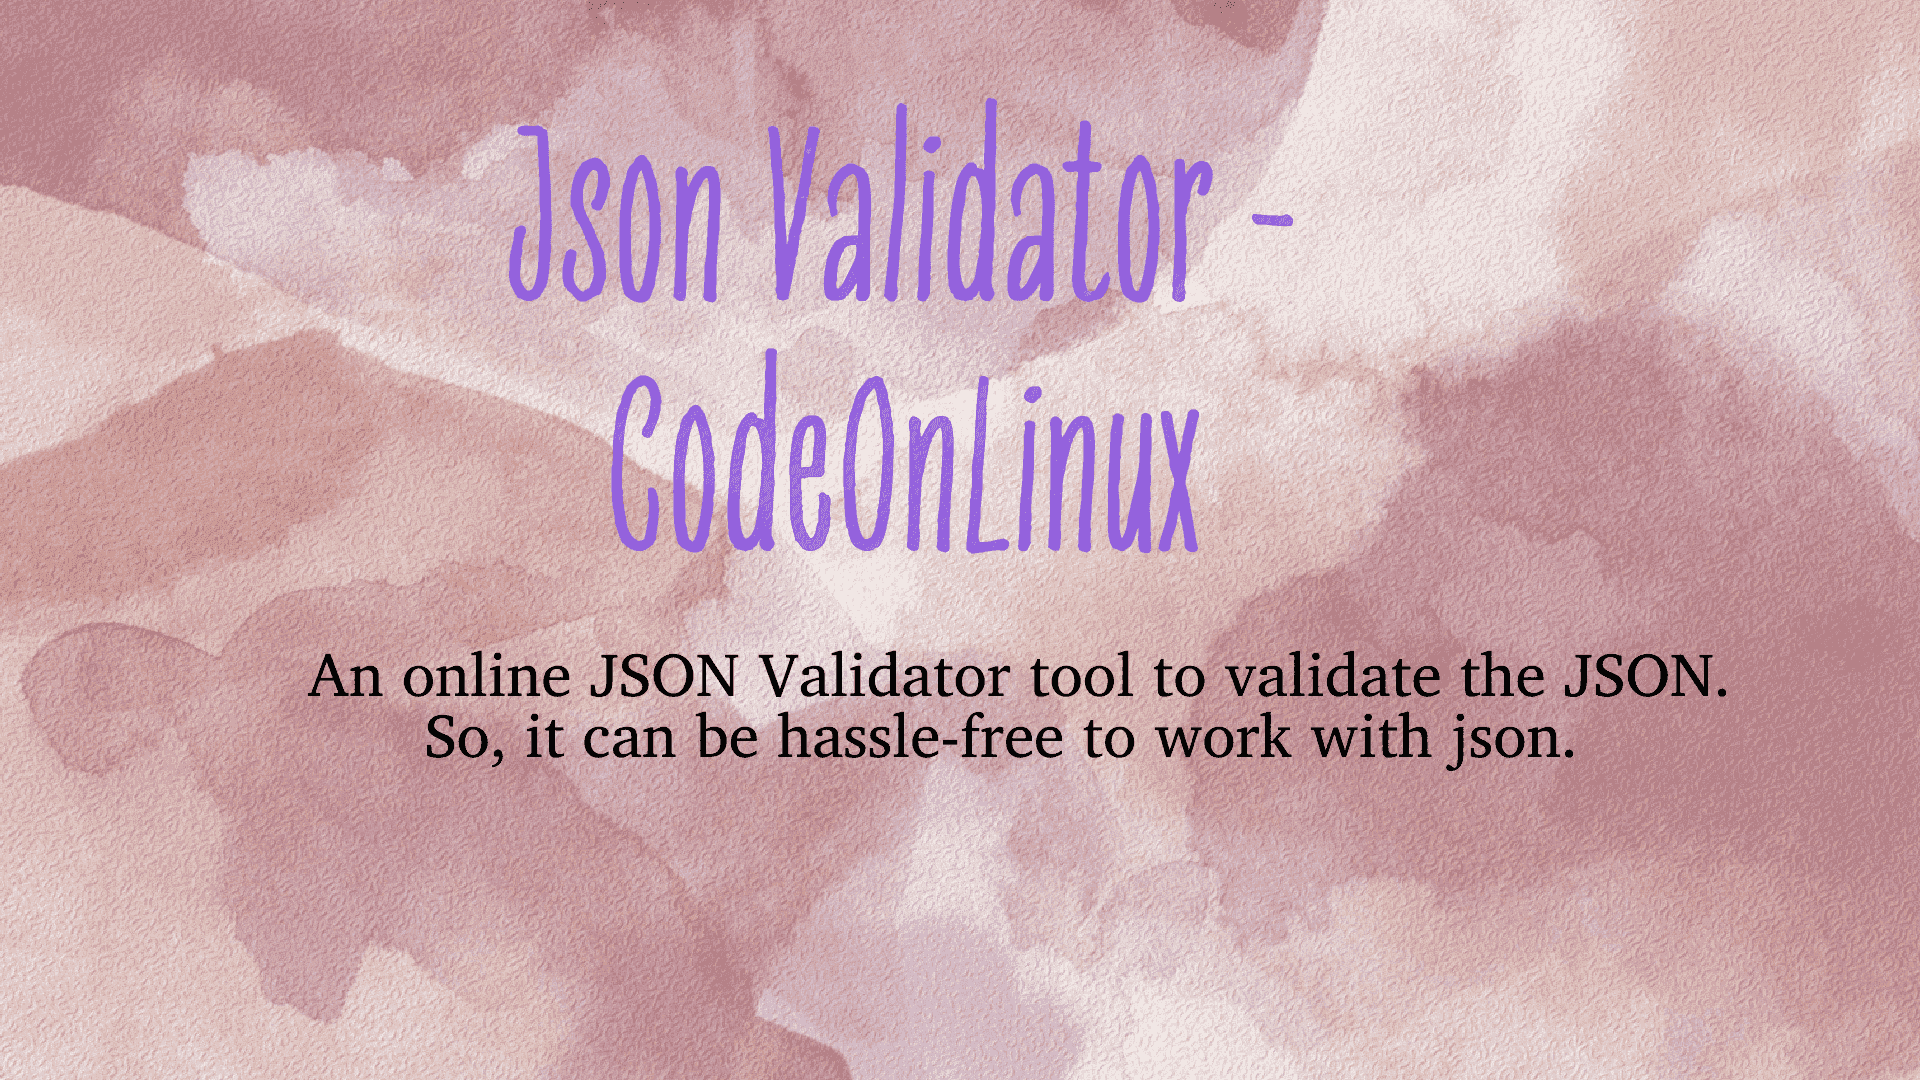 Json Validator -
CodeOnLinux
An online JSON Validator tool to validate the JSON.
So, it can be hassle-free to work with json.